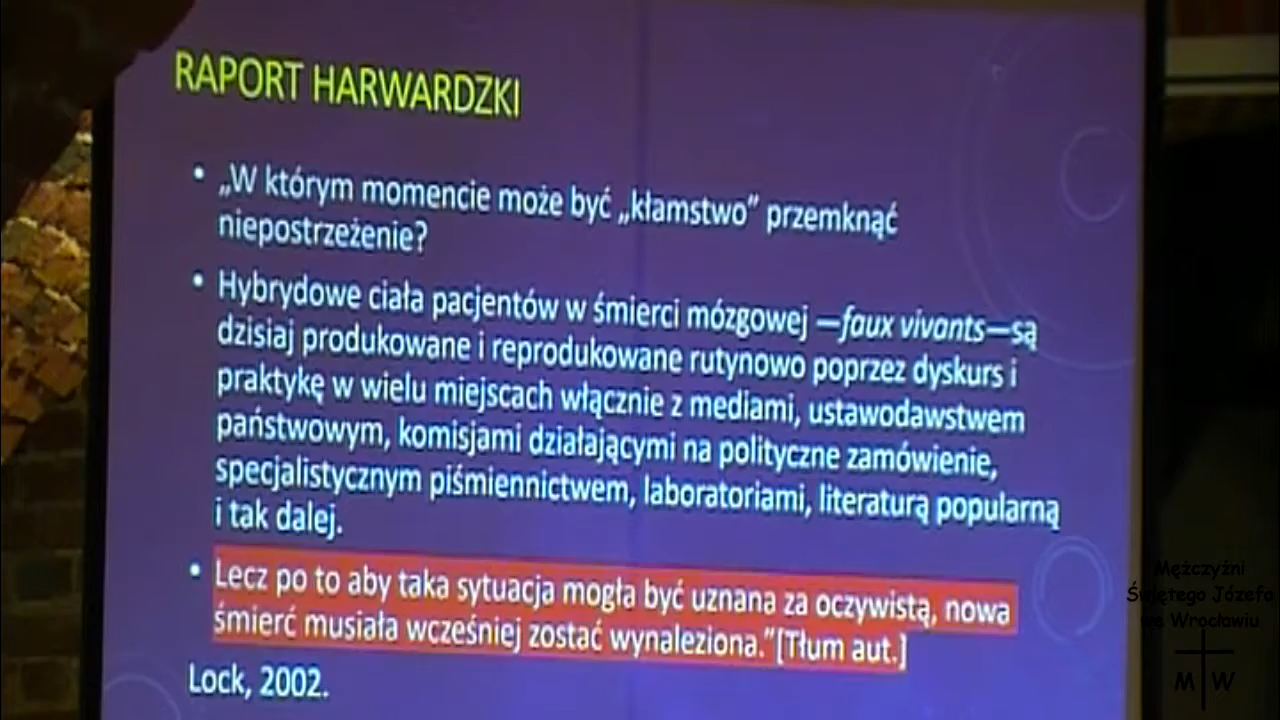 RAPORT HARWARDZKI
• „W którym momencie może być „kłamstwo” przemknąć
niepostrzeżenie?
• Hybrydowe ciała pacjentów w śmierci mózgowej —faux vivants—są
dzisiaj produkowane i reprodukowane rutynowo poprzez dyskurs i
praktykę w wielu miejscach włącznie z mediami, ustawodawstwem
państwowym, komisjami działającymi na polityczne zamówienie,
specjalistycznym piśmiennictwem, laboratoriami, literaturą popularną
i tak dalej.
• Lecz po to aby taka sytuacja mogła być uznana za oczywistą, nowa
śmierć musiała wcześniej zostać wynaleziona.”[Tłum aut.]
Lock, 2002.
Mężczyźni
Świętego Józefa
we Wrocławiu
M W